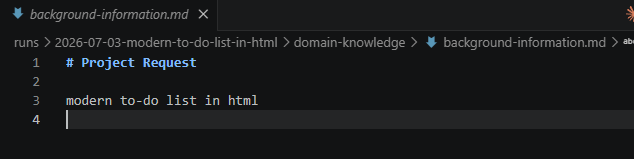 background-information.md
runs > 2026-07-03-modern-to-do-list-in-html > domain-knowledge > background-information.md > abc
1 # Project Request
2
3 modern to-do list in html
4